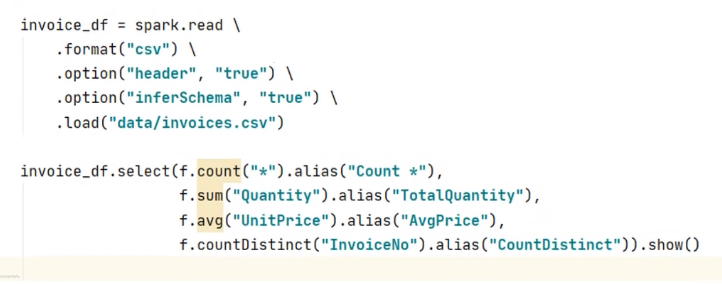 invoice_df = spark.read \
    .format("csv") \
    .option("header", "true") \
    .option("inferSchema", "true") \
    .load("data/invoices.csv")
invoice_df.select(f.count("*").alias("Count *"),
                  f.sum("Quantity").alias("TotalQuantity"),
                  f.avg("UnitPrice").alias("AvgPrice"),
                  f.countDistinct("InvoiceNo").alias("CountDistinct")).show()